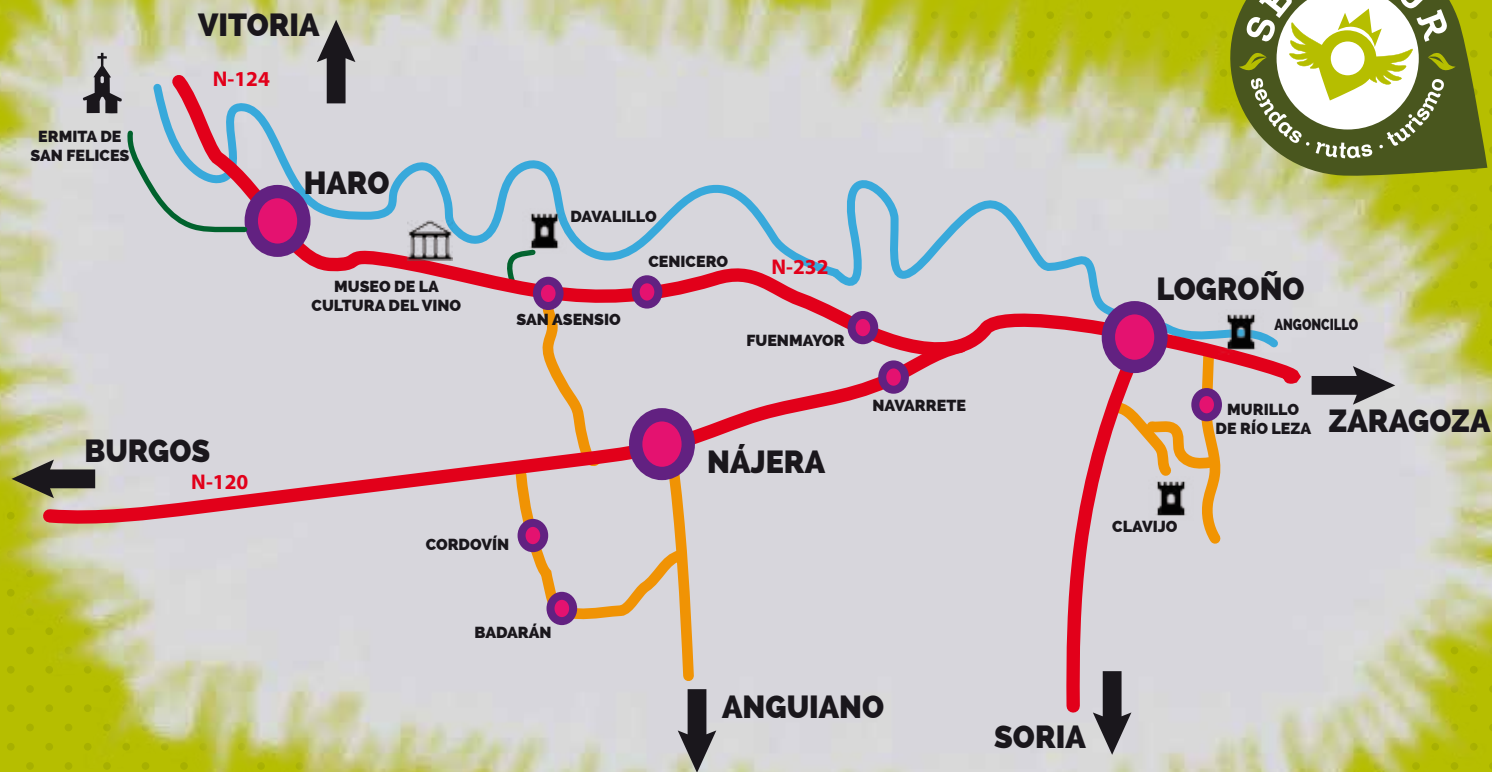 VITORIA
N-124
ERMITA DE
SAN FELICES
HARO
DAVALILLO
MUSEO DE LA
CULTURA DEL VINO
SAN ASENSIO
CENICERO
N-232
FUENMAYOR
NAVARRETE
LOGROÑO
ANGONCILLO
MURILLO
DE RÍO LEZA
ZARAGOZA
CLAVIJO
BURGOS
N-120
NÁJERA
CORDOVÍN
BADARÁN
ANGUIANO
SORIA
sendas · rutas · turismo